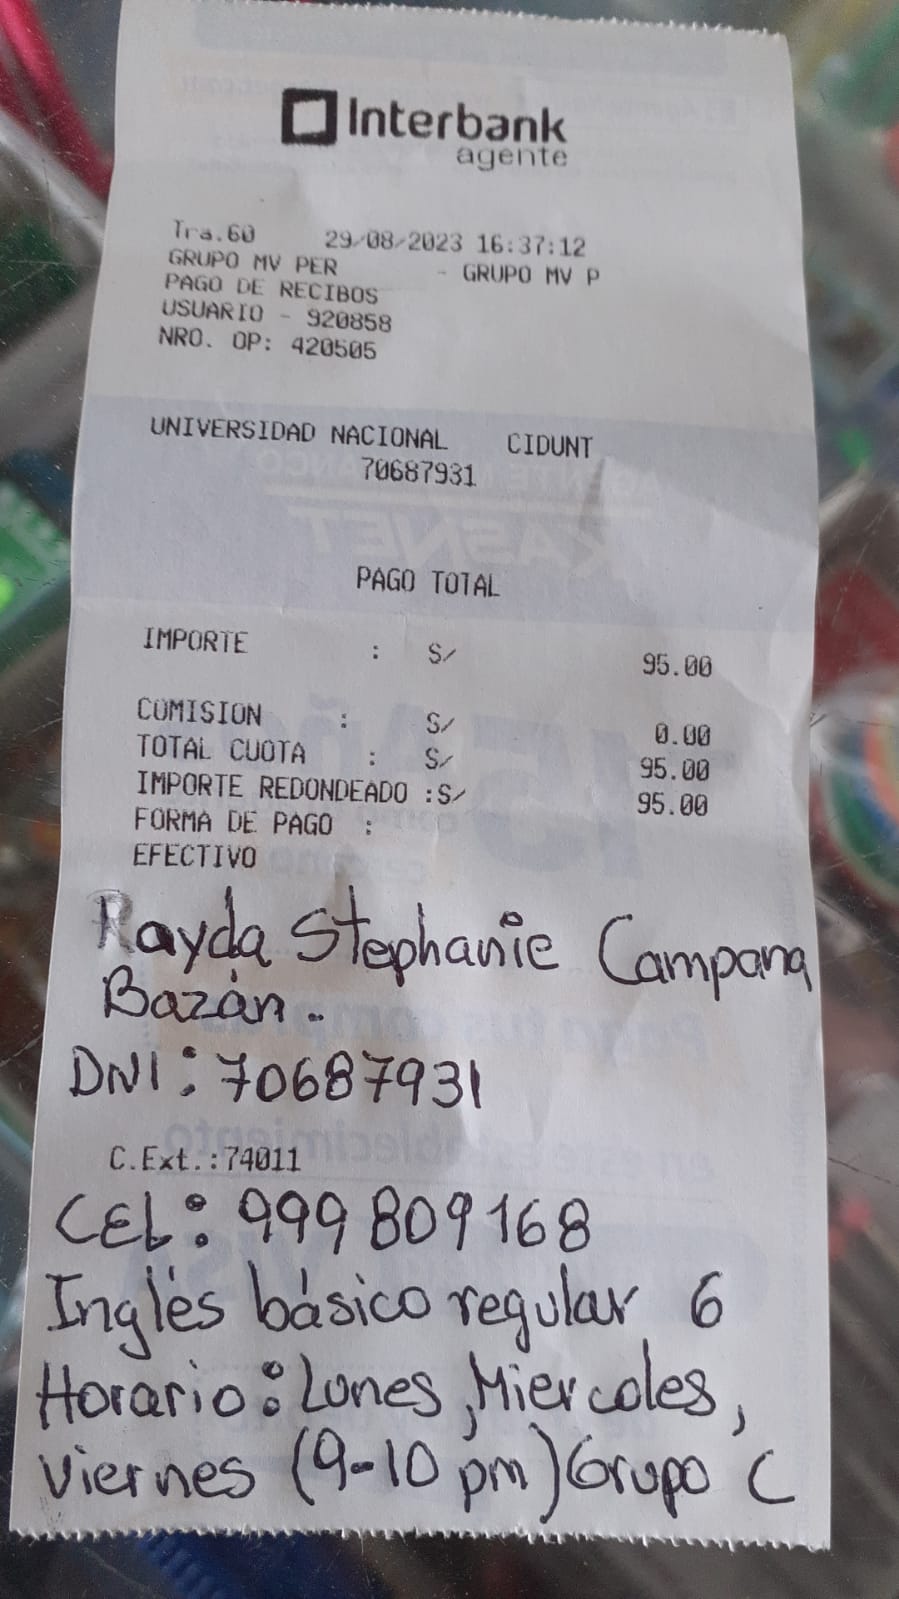 Interbank
agente
Tra.60 29/08/2023 16:37:12
GRUPO MV PER - GRUPO MV P
PAGO DE RECIBOS
USUARIO - 920858
NRO. OP: 420505
UNIVERSIDAD NACIONAL CIDUNT
70687931
PAGO TOTAL
IMPORTE : S/ 95.00
COMISION : S/ 0.00
TOTAL CUOTA : S/ 95.00
IMPORTE REDONDEADO :S/ 95.00
FORMA DE PAGO :
EFECTIVO
Rayda Stephanie Campana
Bazán.
DNI: 70687931
C.Ext.:74011
CEL: 999 809168
Inglés básico regular 6
Horario: Lunes, Miercoles,
viernes (9-10 pm) Grupo C